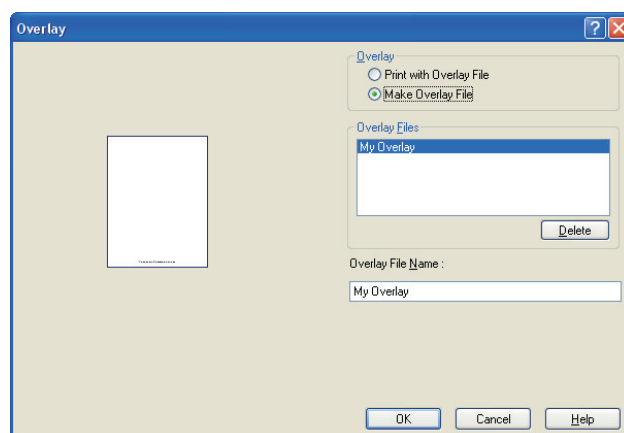 Overlay
Overlay
Print with Overlay File
Make Overlay File
Overlay Files
My Overlay
Delete
Overlay File Name :
My Overlay
OK
Cancel
Help